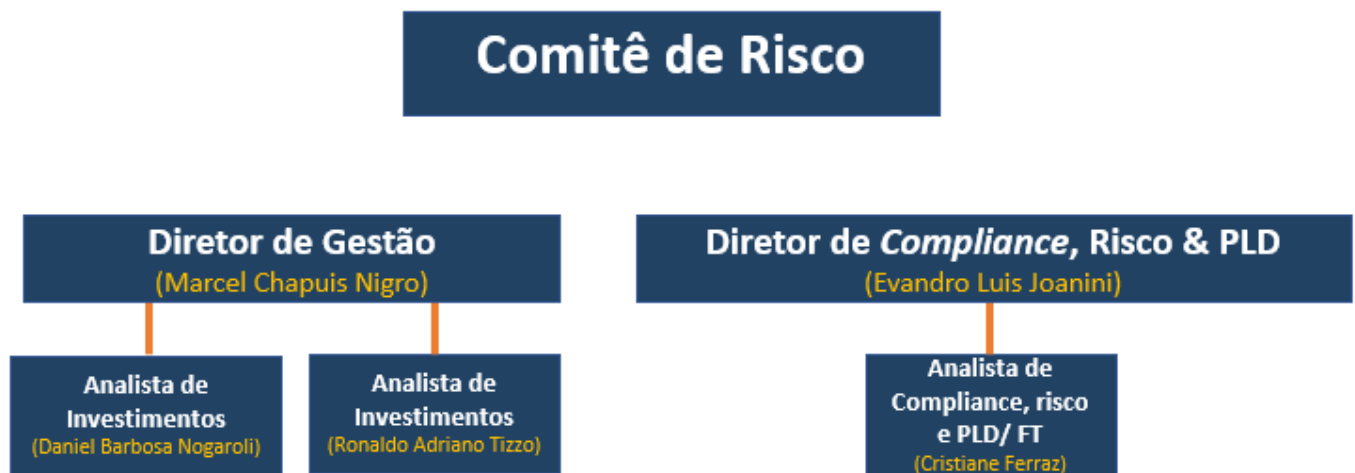 Comitê de Risco
Diretor de Gestão
(Marcel Chapuis Nigro)
Diretor de Compliance, Risco & PLD
(Evandro Luis Joanini)
Analista de
Investimentos
(Daniel Barbosa Nogaroli)
Analista de
Investimentos
(Ronaldo Adriano Tizzo)
Analista de
Compliance, risco
e PLD/ FT
(Cristiane Ferraz)